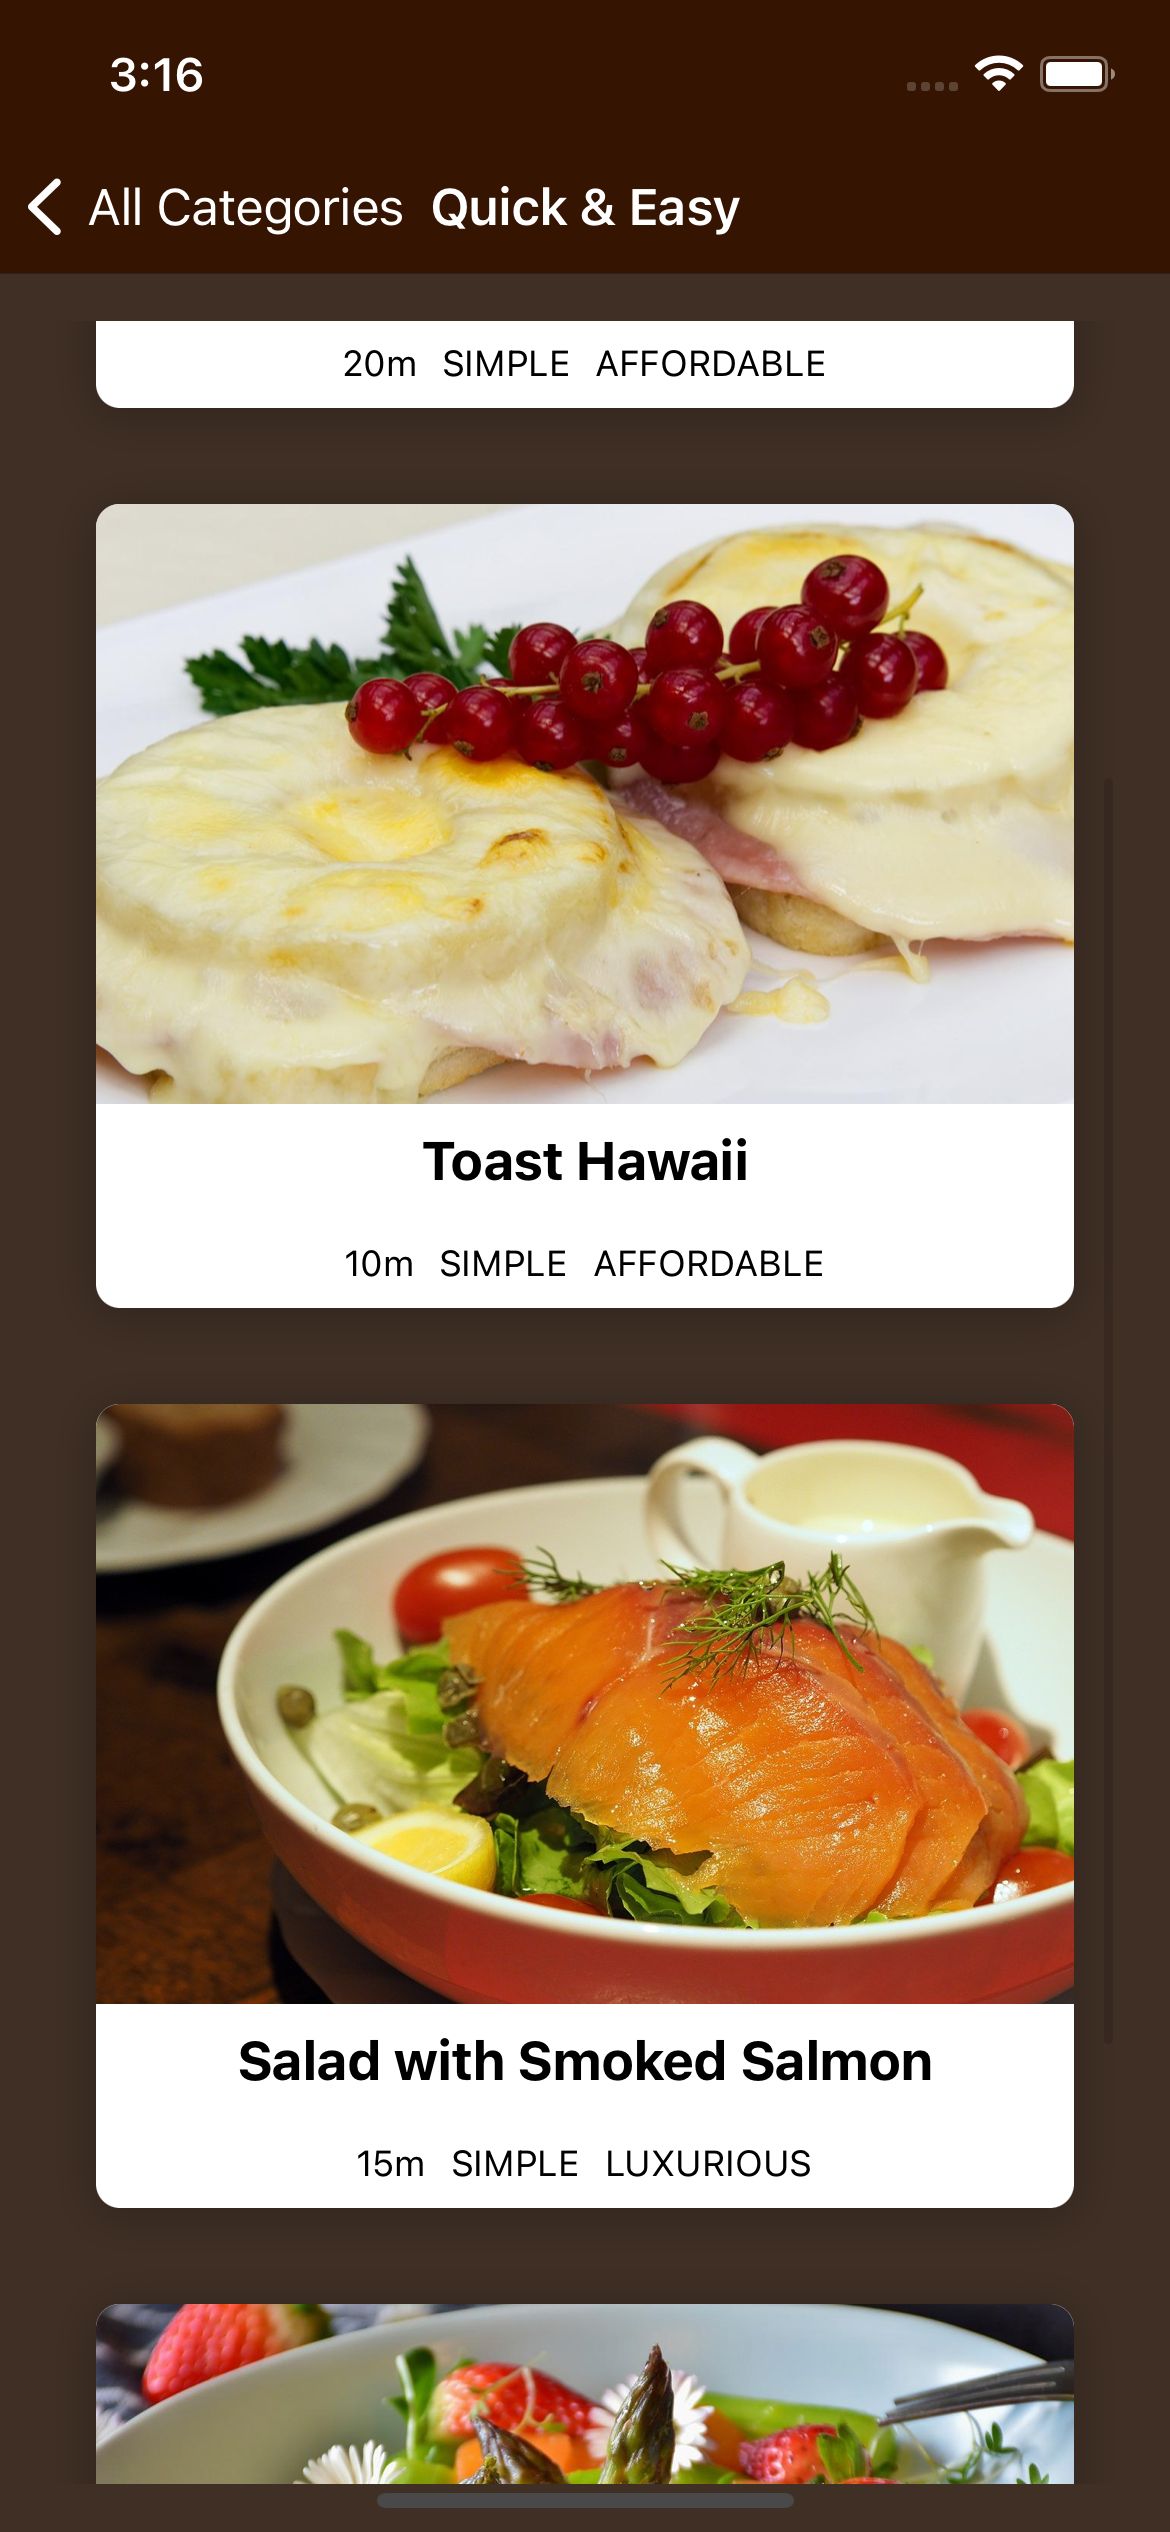 3:16
All Categories Quick & Easy
20m SIMPLE AFFORDABLE
Toast Hawaii
10m SIMPLE AFFORDABLE
Salad with Smoked Salmon
15m SIMPLE LUXURIOUS